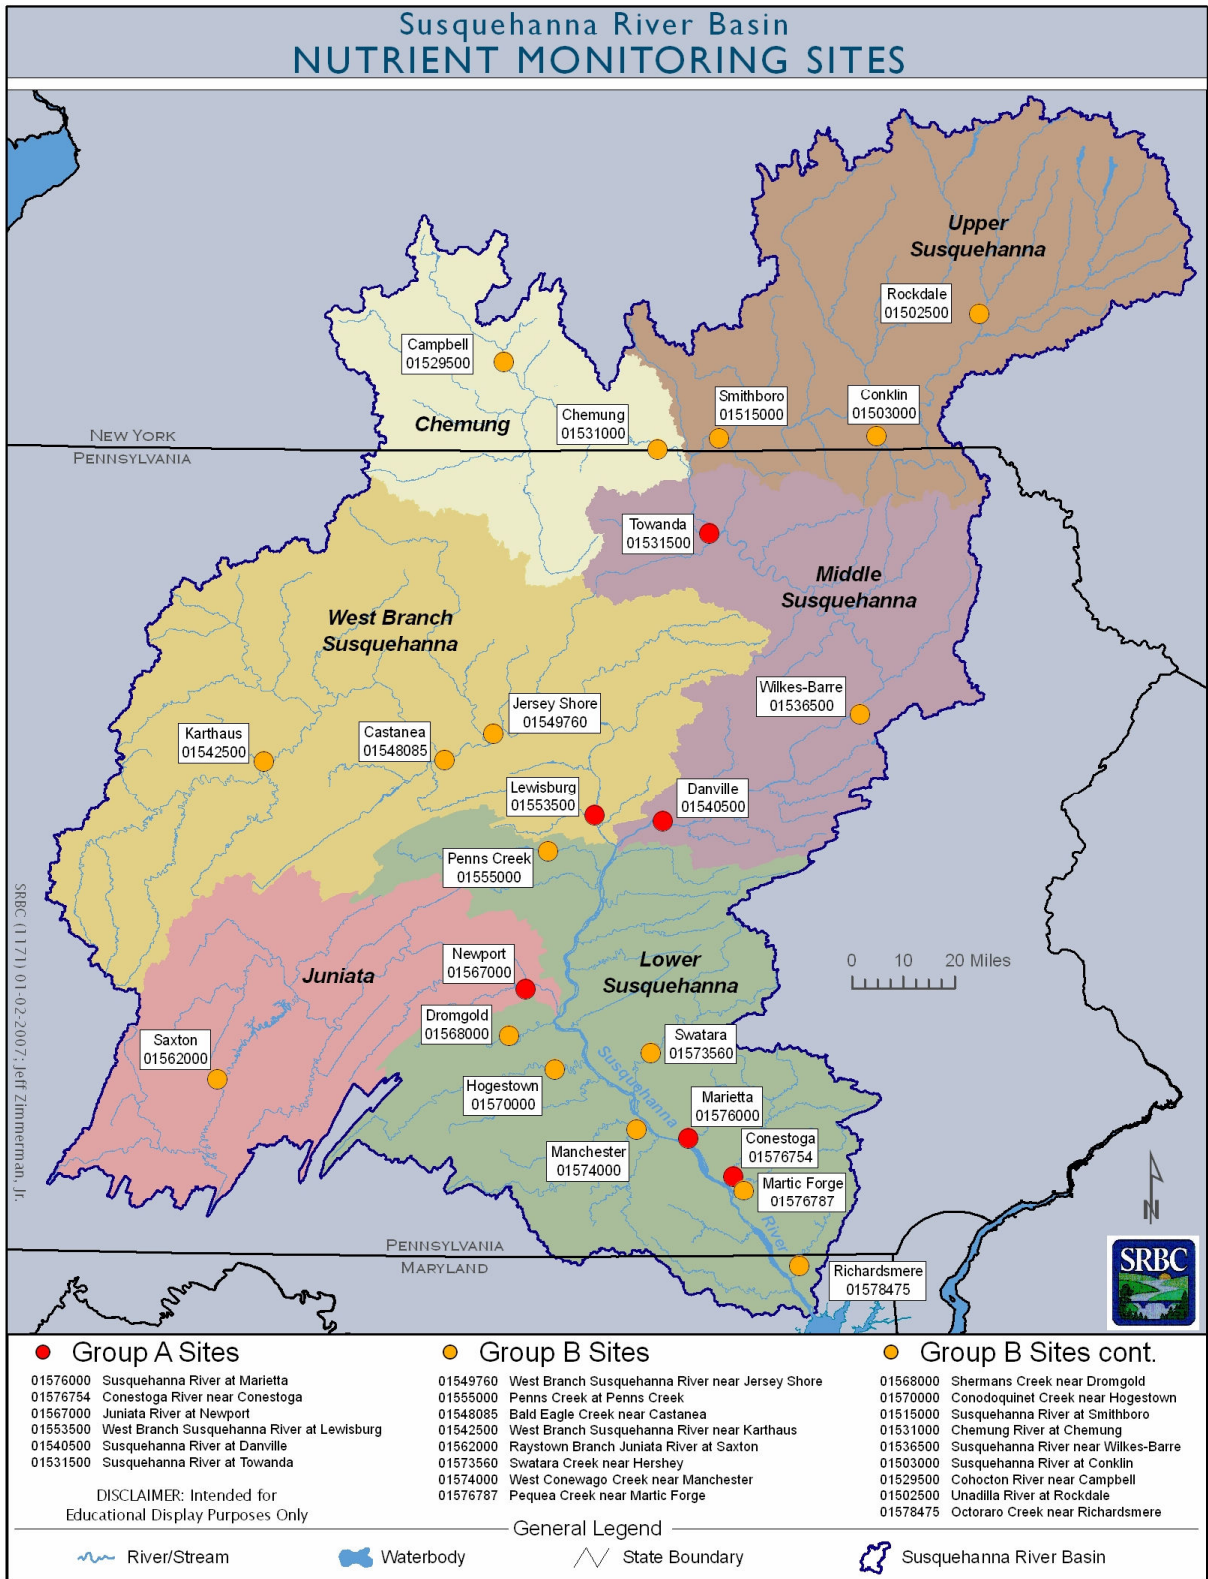 Susquehanna River Basin
NUTRIENT MONITORING SITES
Upper
Susquehanna
Rockdale
01502500
Campbell
01529500
Chemung
Chemung
01531000
Smithboro
01515000
Conklin
01503000
NEW YORK
PENNSYLVANIA
Towanda
01531500
Middle
Susquehanna
West Branch
Susquehanna
Wilkes-Barre
01536500
Jersey Shore
01549760
Karthaus
01542500
Castanea
01548085
Lewisburg
01553500
Danville
01540500
Penns Creek
01555000
Newport
01567000
Juniata
Lower
Susquehanna
0 10 20 Miles
Dromgold
01568000
Saxton
01562000
Swatara
01573560
Hogestown
01570000
Susquehanna
Marietta
01576000
Manchester
01574000
Conestoga
01576754
Martic Forge
01576787
River
N
PENNSYLVANIA
MARYLAND
Richardsmere
01578475
SRBC
SRBC (1171) 01-02-2007; Jeff Zimmerman, Jr.
Group A Sites
01576000 Susquehanna River at Marietta
01576754 Conestoga River near Conestoga
01567000 Juniata River at Newport
01553500 West Branch Susquehanna River at Lewisburg
01540500 Susquehanna River at Danville
01531500 Susquehanna River at Towanda
DISCLAIMER: Intended for
Educational Display Purposes Only
Group B Sites
01549760 West Branch Susquehanna River near Jersey Shore
01555000 Penns Creek at Penns Creek
01548085 Bald Eagle Creek near Castanea
01542500 West Branch Susquehanna River near Karthaus
01562000 Raystown Branch Juniata River at Saxton
01573560 Swatara Creek near Hershey
01574000 West Conewago Creek near Manchester
01576787 Pequea Creek near Martic Forge
Group B Sites cont.
01568000 Shermans Creek near Dromgold
01570000 Conodoquinet Creek near Hogestown
01515000 Susquehanna River at Smithboro
01531000 Chemung River at Chemung
01536500 Susquehanna River near Wilkes-Barre
01503000 Susquehanna River at Conklin
01529500 Cohocton River near Campbell
01502500 Unadilla River at Rockdale
01578475 Octoraro Creek near Richardsmere
General Legend
River/Stream
Waterbody
State Boundary
Susquehanna River Basin